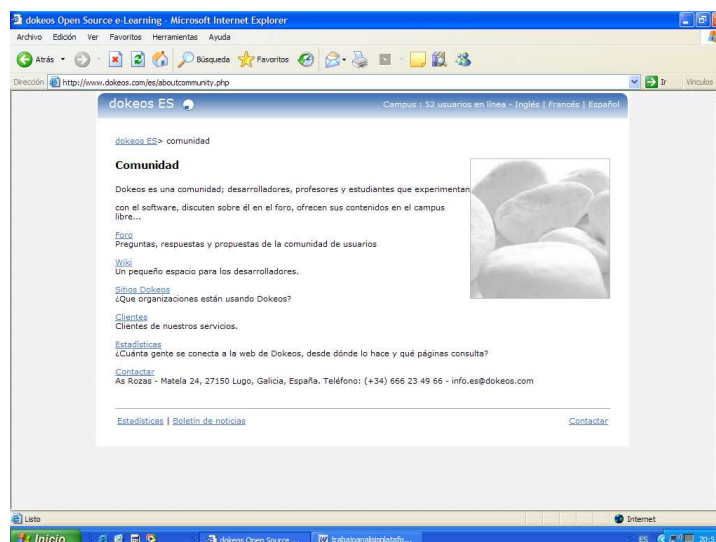 dokeos Open Source e-Learning - Microsoft Internet Explorer
Archivo Edición Ver Favoritos Herramientas Ayuda
Atrás Búsqueda Favoritos
Dirección http://www.dokeos.com/es/aboutcommunity.php Ir Vínculos
dokeos ES Campus : 52 usuarios en línea - Inglés | Francés | Español
dokeos ES> comunidad
Comunidad
Dokeos es una comunidad; desarrolladores, profesores y estudiantes que experimentan
con el software, discuten sobre él en el foro, ofrecen sus contenidos en el campus
libre...
Foro
Preguntas, respuestas y propuestas de la comunidad de usuarios
Wiki
Un pequeño espacio para los desarrolladores.
Sitios Dokeos
¿Que organizaciones están usando Dokeos?
Clientes
Clientes de nuestros servicios.
Estadísticas
¿Cuánta gente se conecta a la web de Dokeos, desde dónde lo hace y qué páginas consulta?
Contactar
As Rozas - Matela 24, 27150 Lugo, Galicia, España. Teléfono: (+34) 666 23 49 66 - info.es@dokeos.com
Estadísticas | Boletín de noticias Contactar
Listo Internet
Inicio dokeos Open Source ... trabajoanalisisplatafo... ES